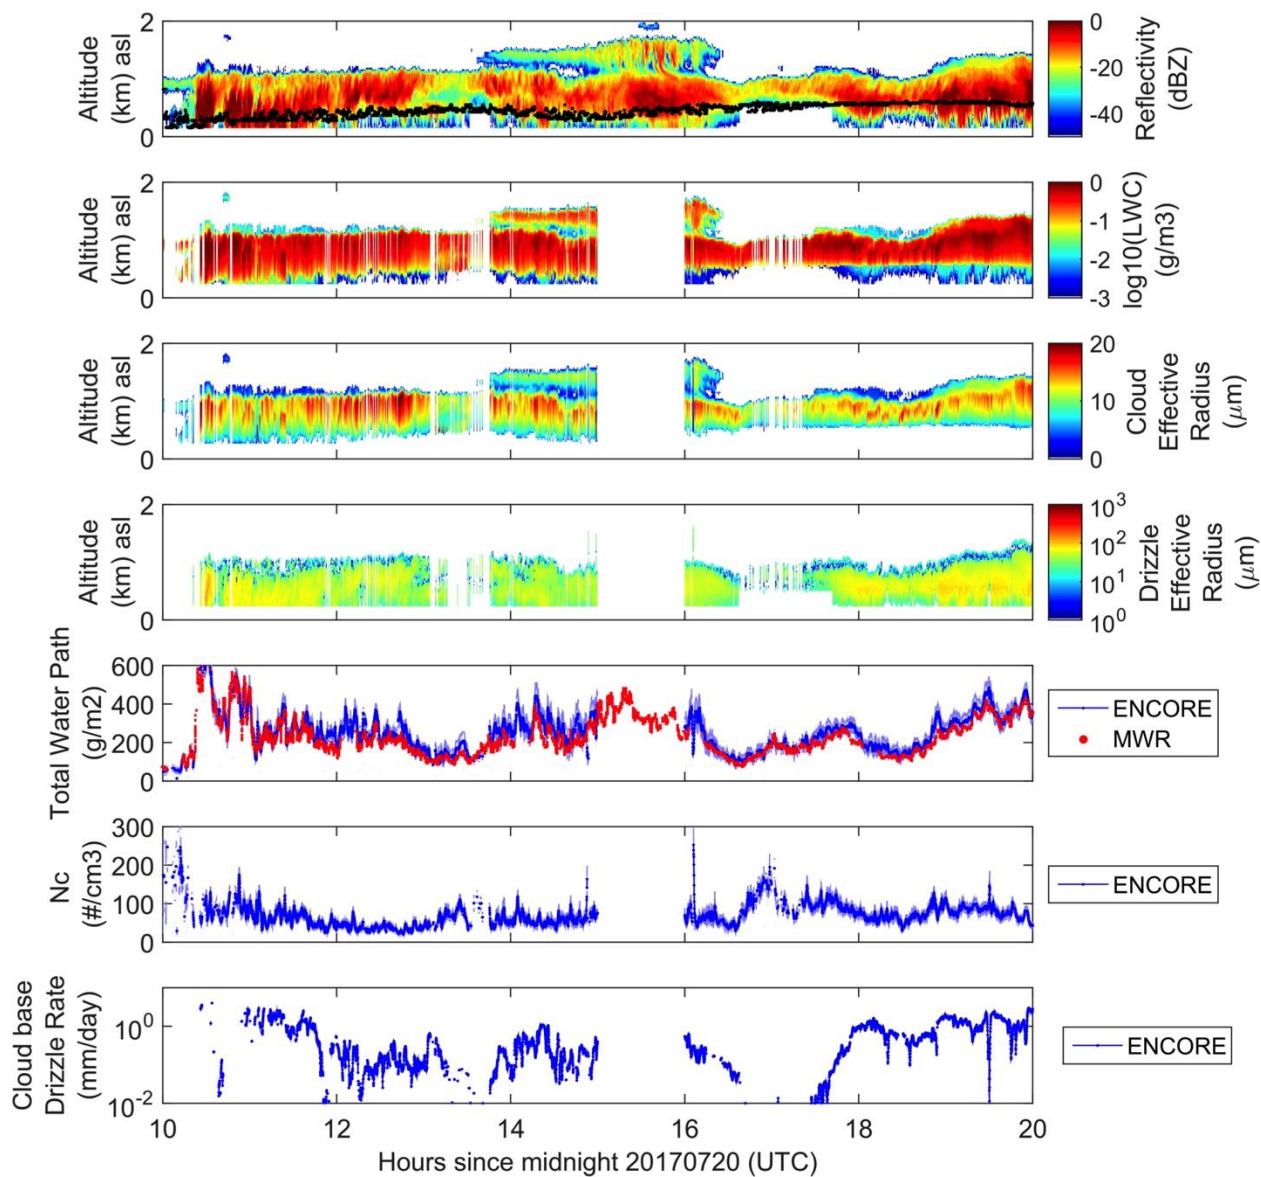 2
0
Altitude
(km) asl
0
-20
-40
Reflectivity
(dBZ)
2
0
Altitude
(km) asl
0
-1
-2
-3
log10(LWC)
(g/m3)
2
0
Altitude
(km) asl
20
10
0
Cloud
Effective
Radius
(μm)
2
0
Altitude
(km) asl
10^3
10^2
10^1
10^0
Drizzle
Effective
Radius
(μm)
600
400
200
0
Total Water Path
(g/m2)
ENCORE
MWR
300
200
100
0
Nc
(#/cm3)
ENCORE
10^0
10^-2
Cloud base
Drizzle Rate
(mm/day)
ENCORE
10 12 14 16 18 20
Hours since midnight 20170720 (UTC)